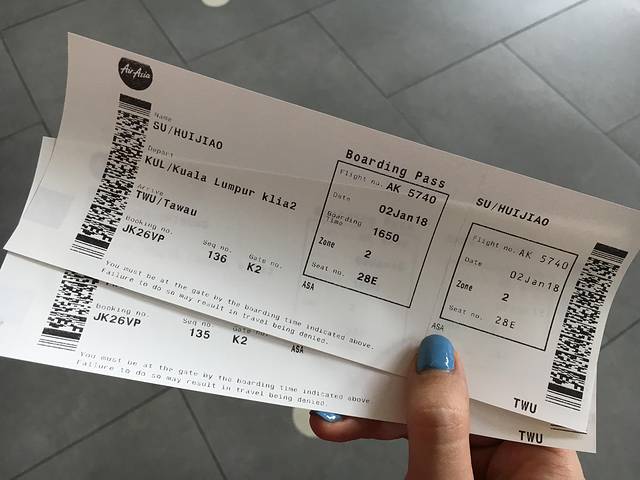 AirAsia
Name
SU/HUIJIAO
Depart
KUL/Kuala Lumpur klia2
Arrive
TWU/Tawau
Booking no. Seq no. Gate no.
JK26VP 136 K2
You must be at the gate by the boarding time indicated above.
Failure to do so may result in travel being denied.
Boarding Pass
Flight no. AK 5740
Date 02Jan18
Boarding Time 1650
Zone 2
Seat no. 28E
ASA
SU/HUIJIAO
Flight no. AK 5740
Date 02Jan18
Zone 2
Seat no. 28E
ASA
TWU
Booking no. Seq no. Gate
JK26VP 135 K2
ASA
You must be at the gate by the boarding time indicated above
Failure to do so may result in travel being denied.
TWU